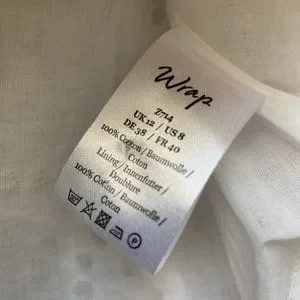 Wrap
Z714
UK 12 / US 8
DE 38 / FR 40
100% Cotton / Baumwolle /
Coton
Lining / Innenfutter /
Doublure
100% Cotton / Baumwolle /
Coton
P